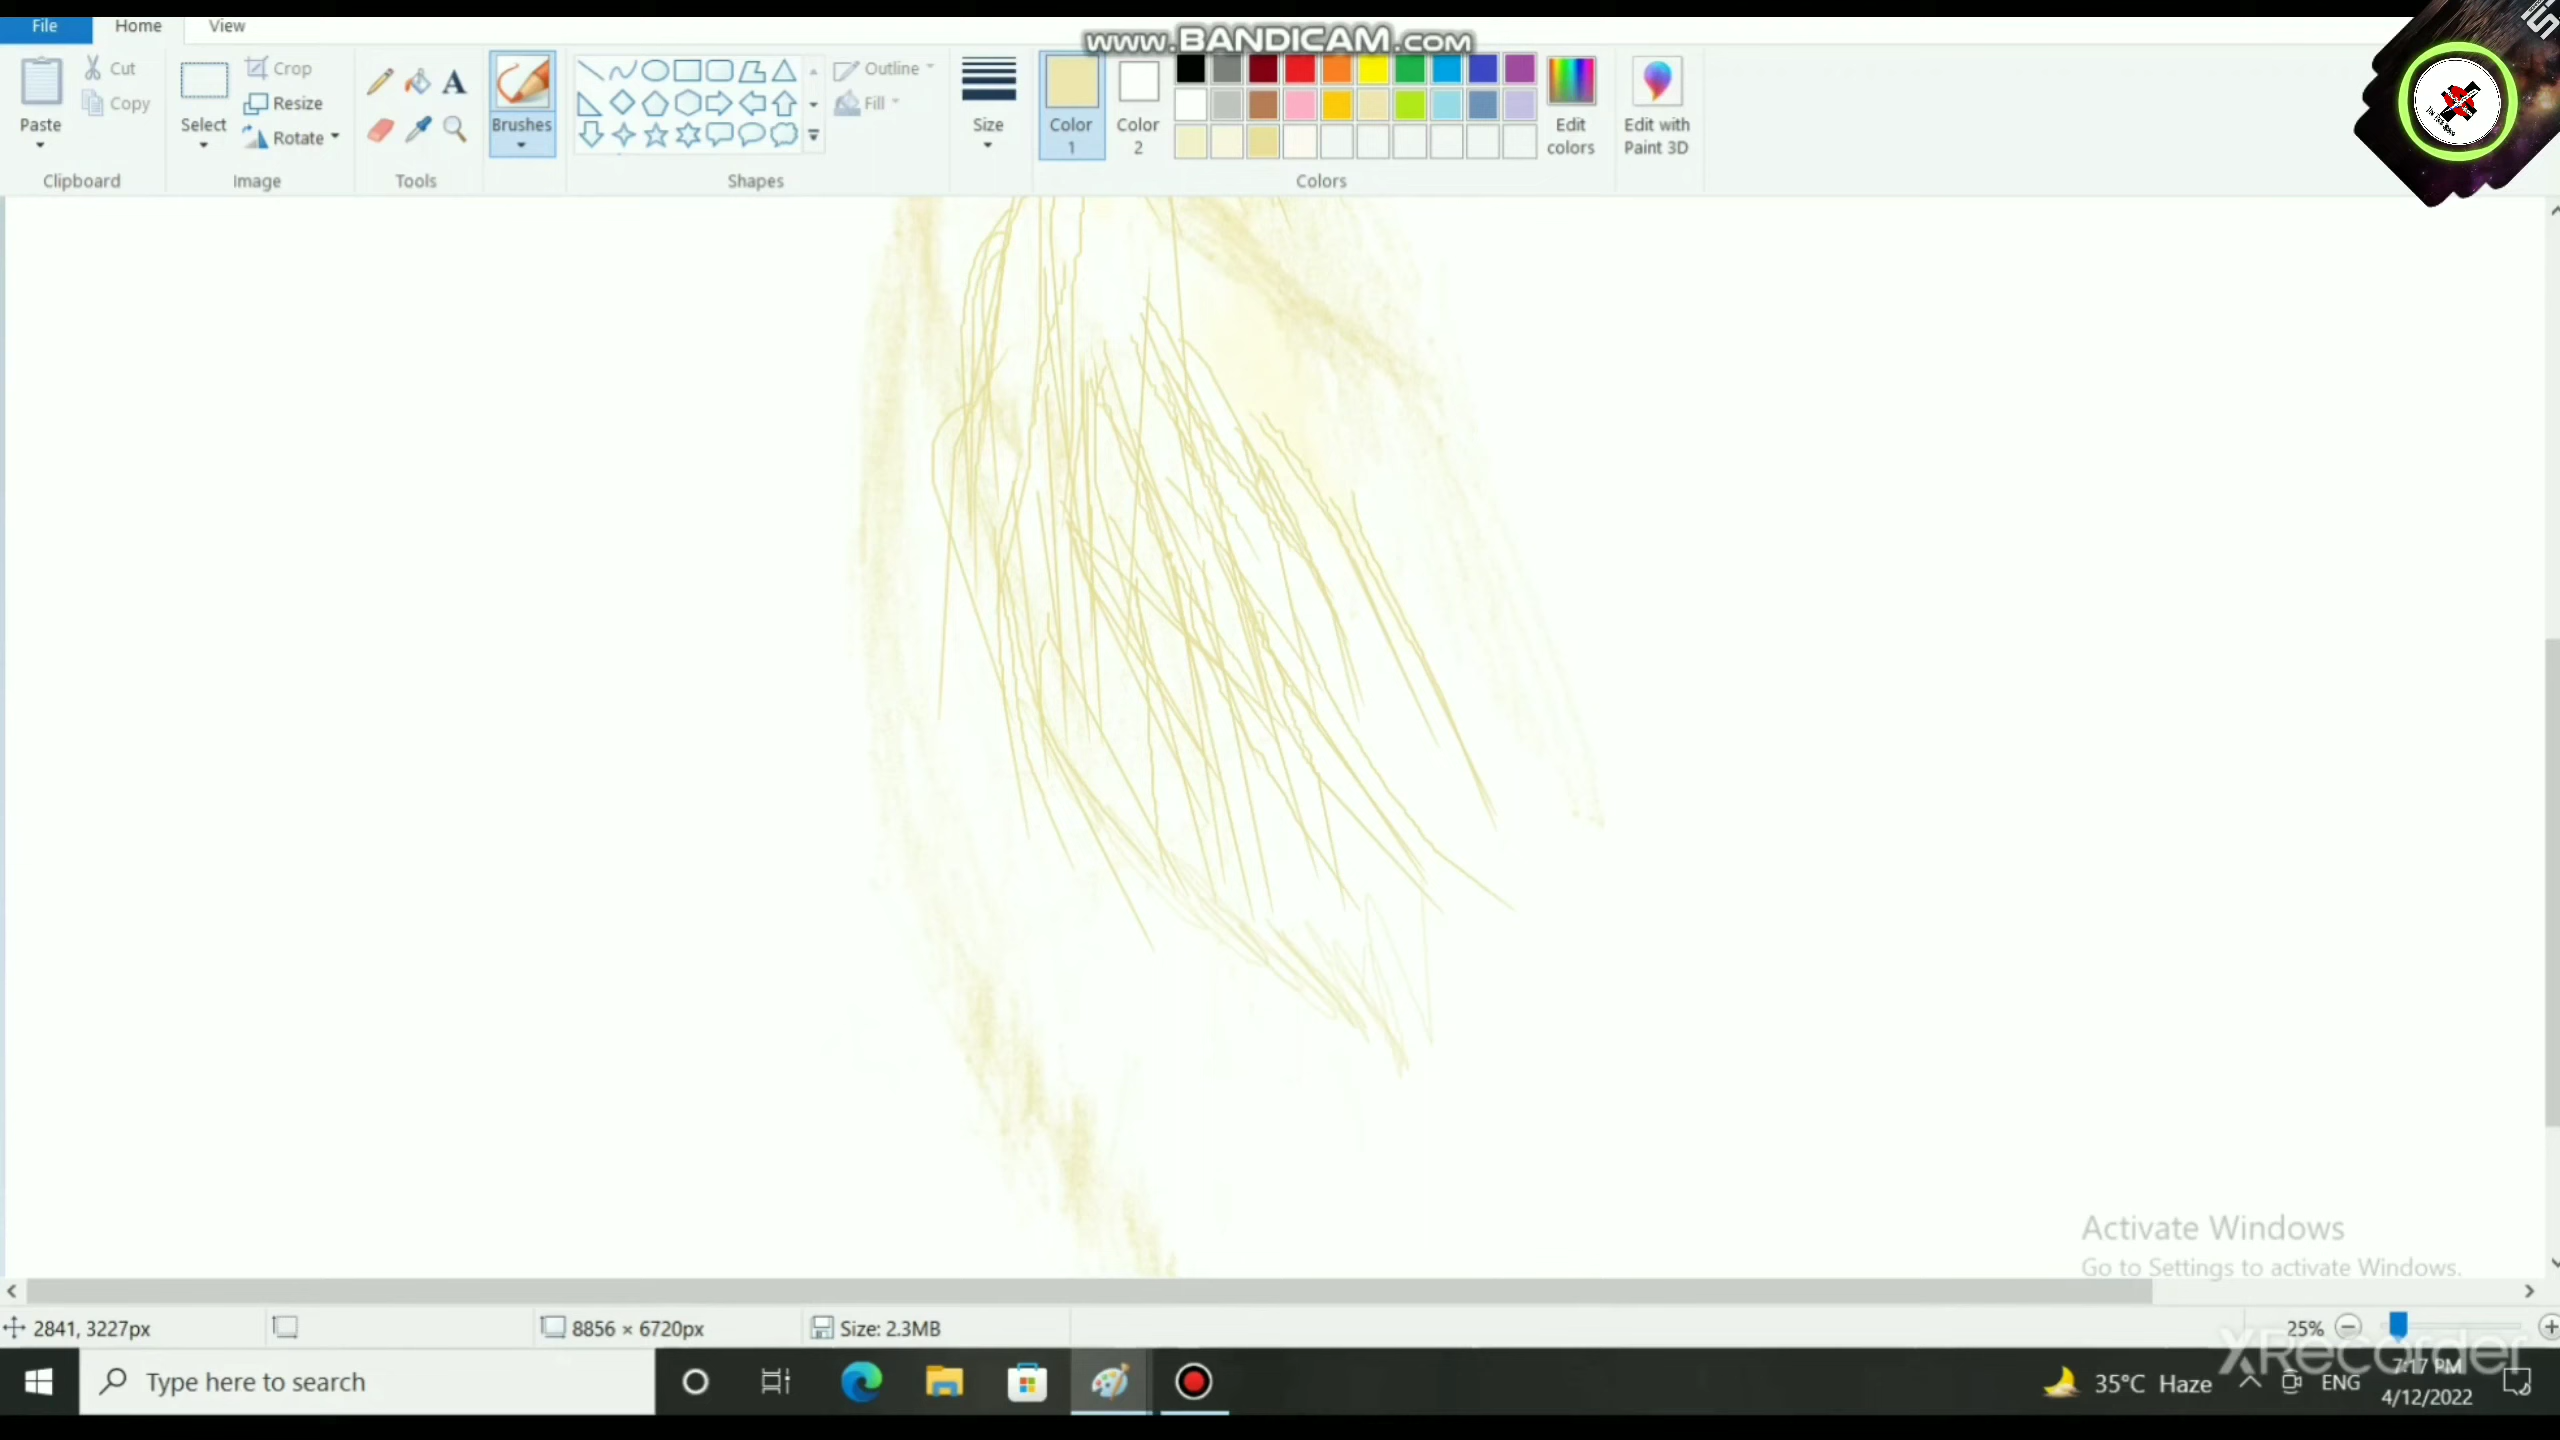 File Home View
www.BANDICAM.com
Cut
Copy
Paste
Crop
Resize
Rotate
Select
A
Brushes
Outline
Fill
Size
Color
1
Color
2
Edit
colors
Edit with
Paint 3D
Clipboard Image Tools Shapes Colors
Activate Windows
Go to Settings to activate Windows.
2841, 3227px 8856 × 6720px Size: 2.3MB 25%
XRecorder
Type here to search
35°C Haze ENG
7:17 PM
4/12/2022